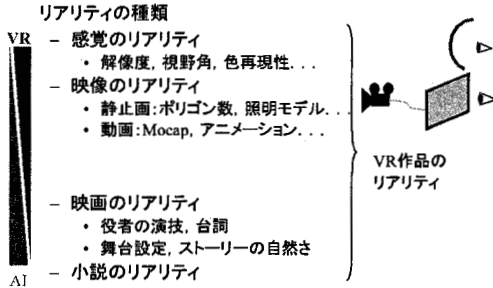 リアリティの種類
VR
– 感覚のリアリティ
• 解像度, 視野角, 色再現性...
– 映像のリアリティ
• 静止画:ポリゴン数, 照明モデル...
• 動画:Mocap, アニメーション...
VR作品の
リアリティ
– 映画のリアリティ
• 役者の演技, 台詞
• 舞台設定, ストーリーの自然さ
– 小説のリアリティ
AI